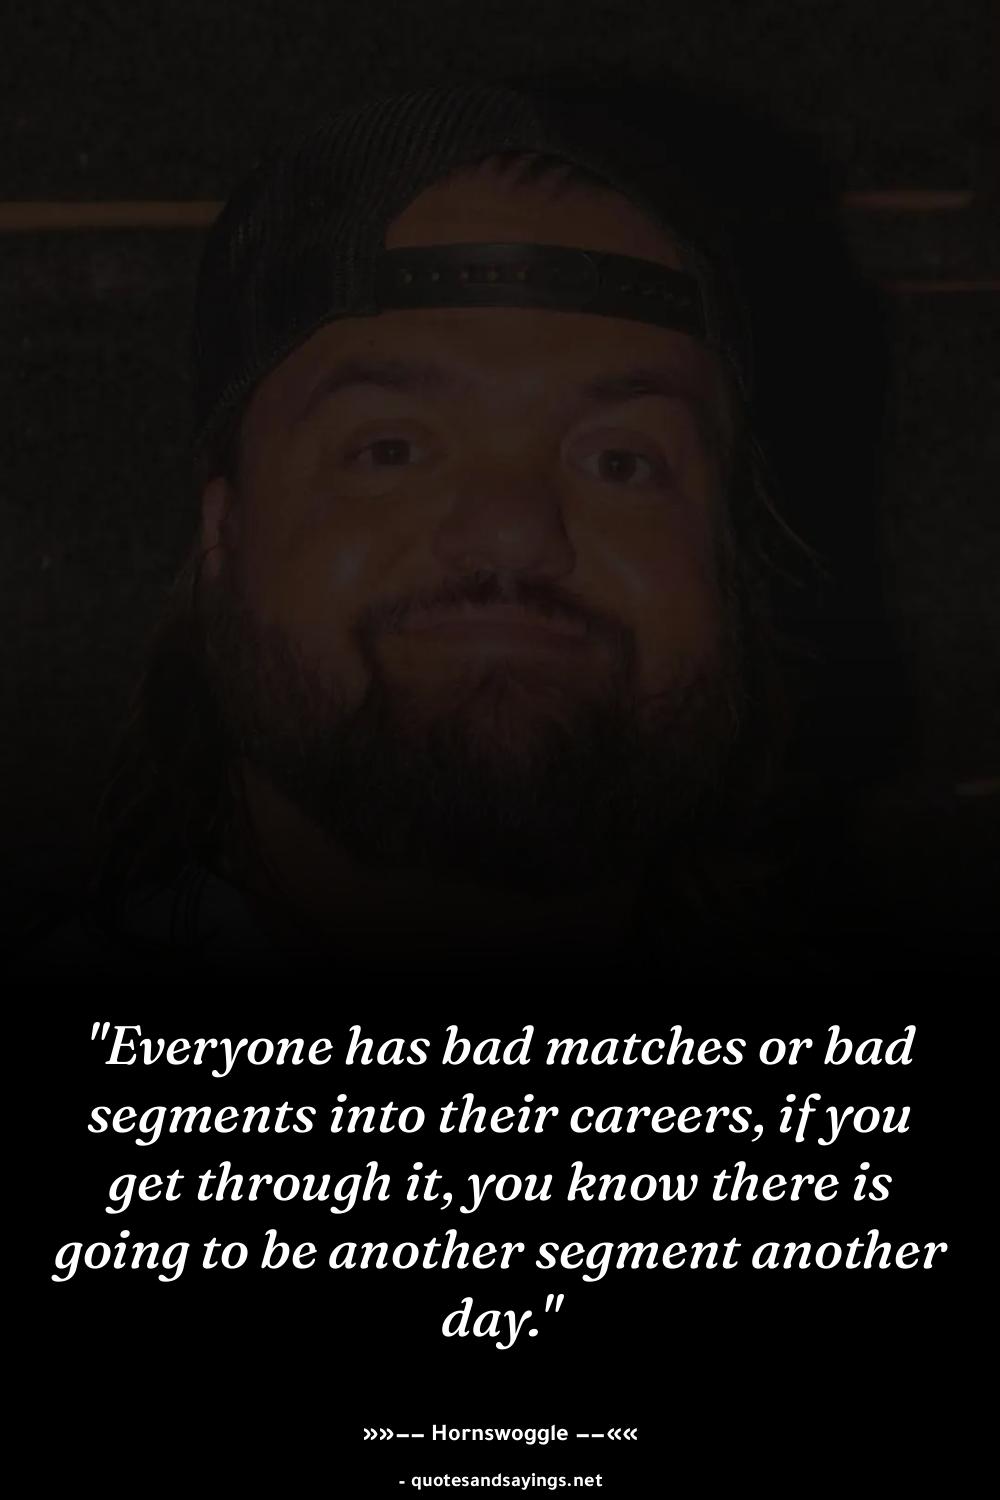 "Everyone has bad matches or bad
segments into their careers, if you
get through it, you know there is
going to be another segment another
day."
»»−− Hornswoggle −−««
- quotesandsayings.net